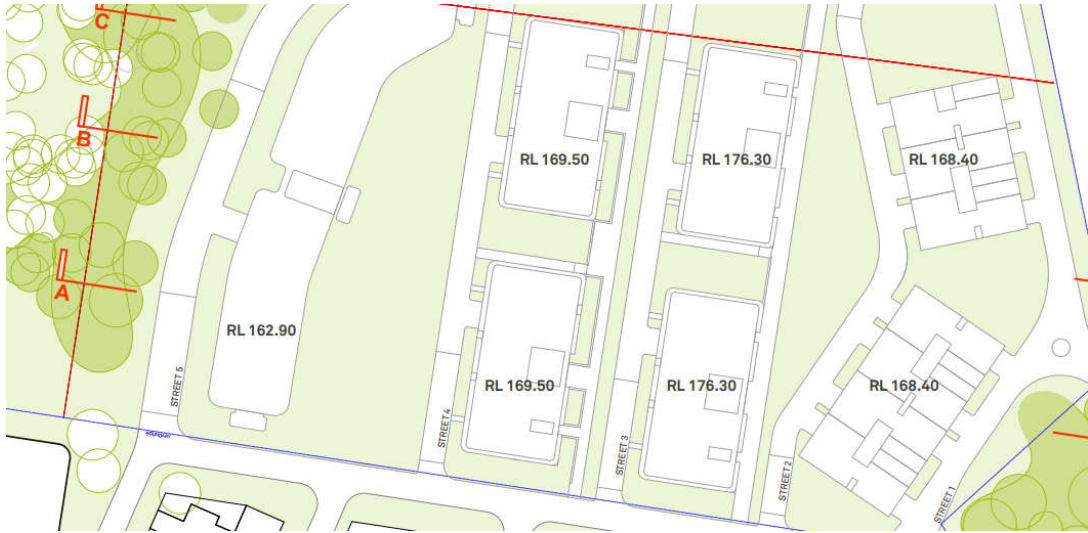 C
B
RL 169.50
RL 176.30
RL 168.40
A
RL 162.90
RL 169.50
RL 176.30
RL 168.40
STREET 5
STREET 4
STREET 3
STREET 2
STREET 1